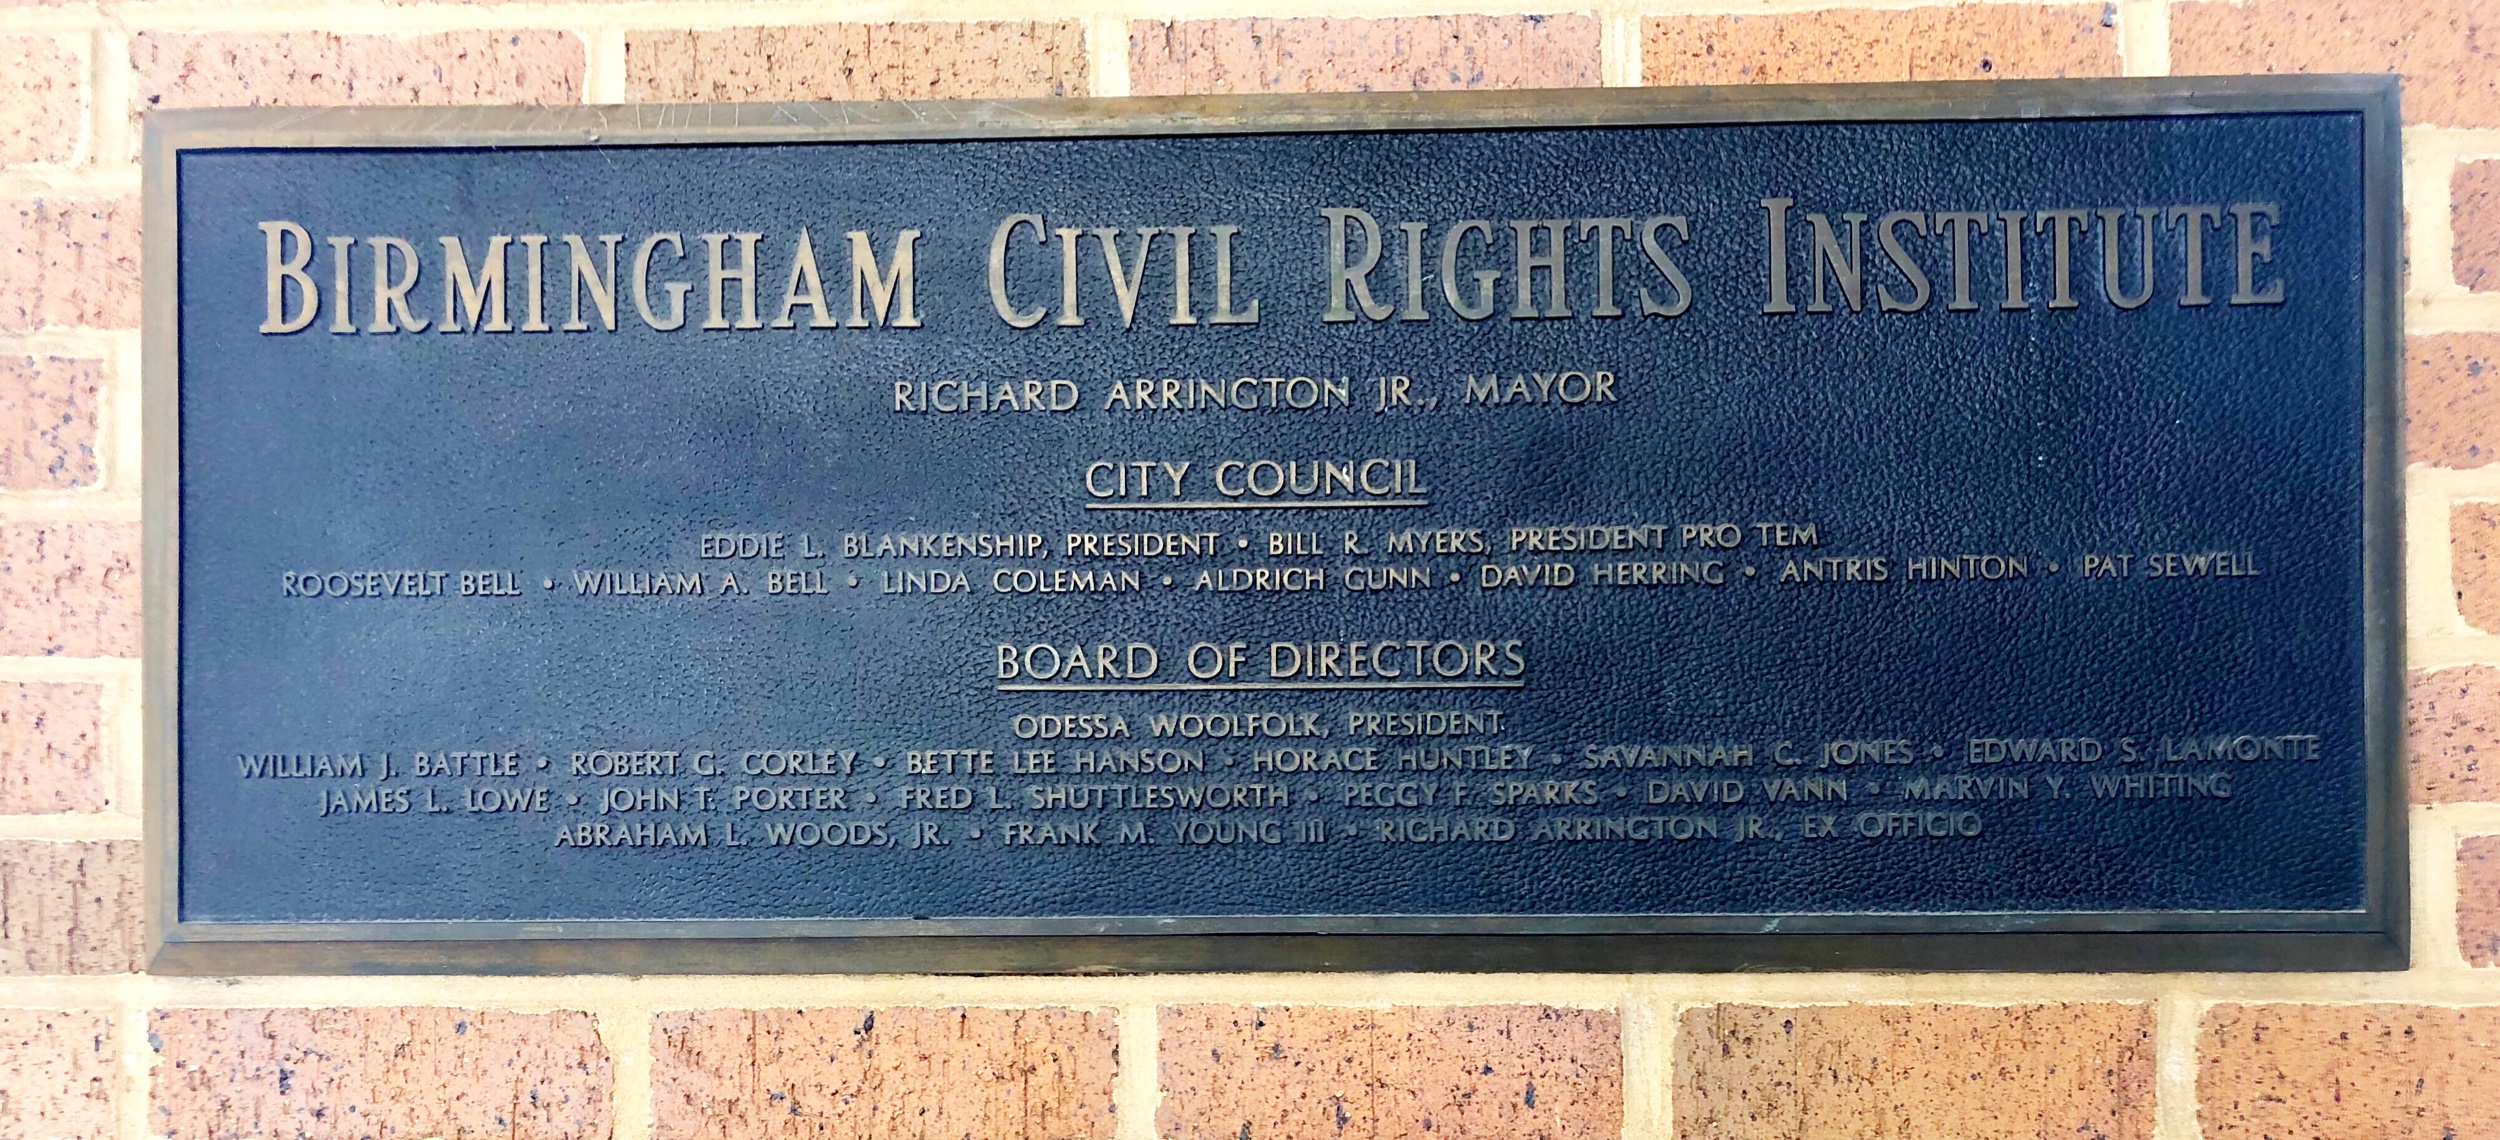 BIRMINGHAM CIVIL RIGHTS INSTITUTE
RICHARD ARRINGTON JR., MAYOR
CITY COUNCIL
EDDIE L. BLANKENSHIP, PRESIDENT • BILL R. MYERS, PRESIDENT PRO TEM
ROOSEVELT BELL • WILLIAM A. BELL • LINDA COLEMAN • ALDRICH GUNN • DAVID HERRING • ANTRIS HINTON • PAT SEWELL
BOARD OF DIRECTORS
ODESSA WOOLFOLK, PRESIDENT
WILLIAM J. BATTLE • ROBERT G. CORLEY • BETTE LEE HANSON • HORACE HUNTLEY • SAVANNAH C. JONES • EDWARD S. LAMONTE
JAMES L. LOWE • JOHN T. PORTER • FRED L. SHUTTLESWORTH • PEGGY F. SPARKS • DAVID VANN • MARVIN Y. WHITING
ABRAHAM L. WOODS, JR. • FRANK M. YOUNG III • RICHARD ARRINGTON JR., EX OFFICIO